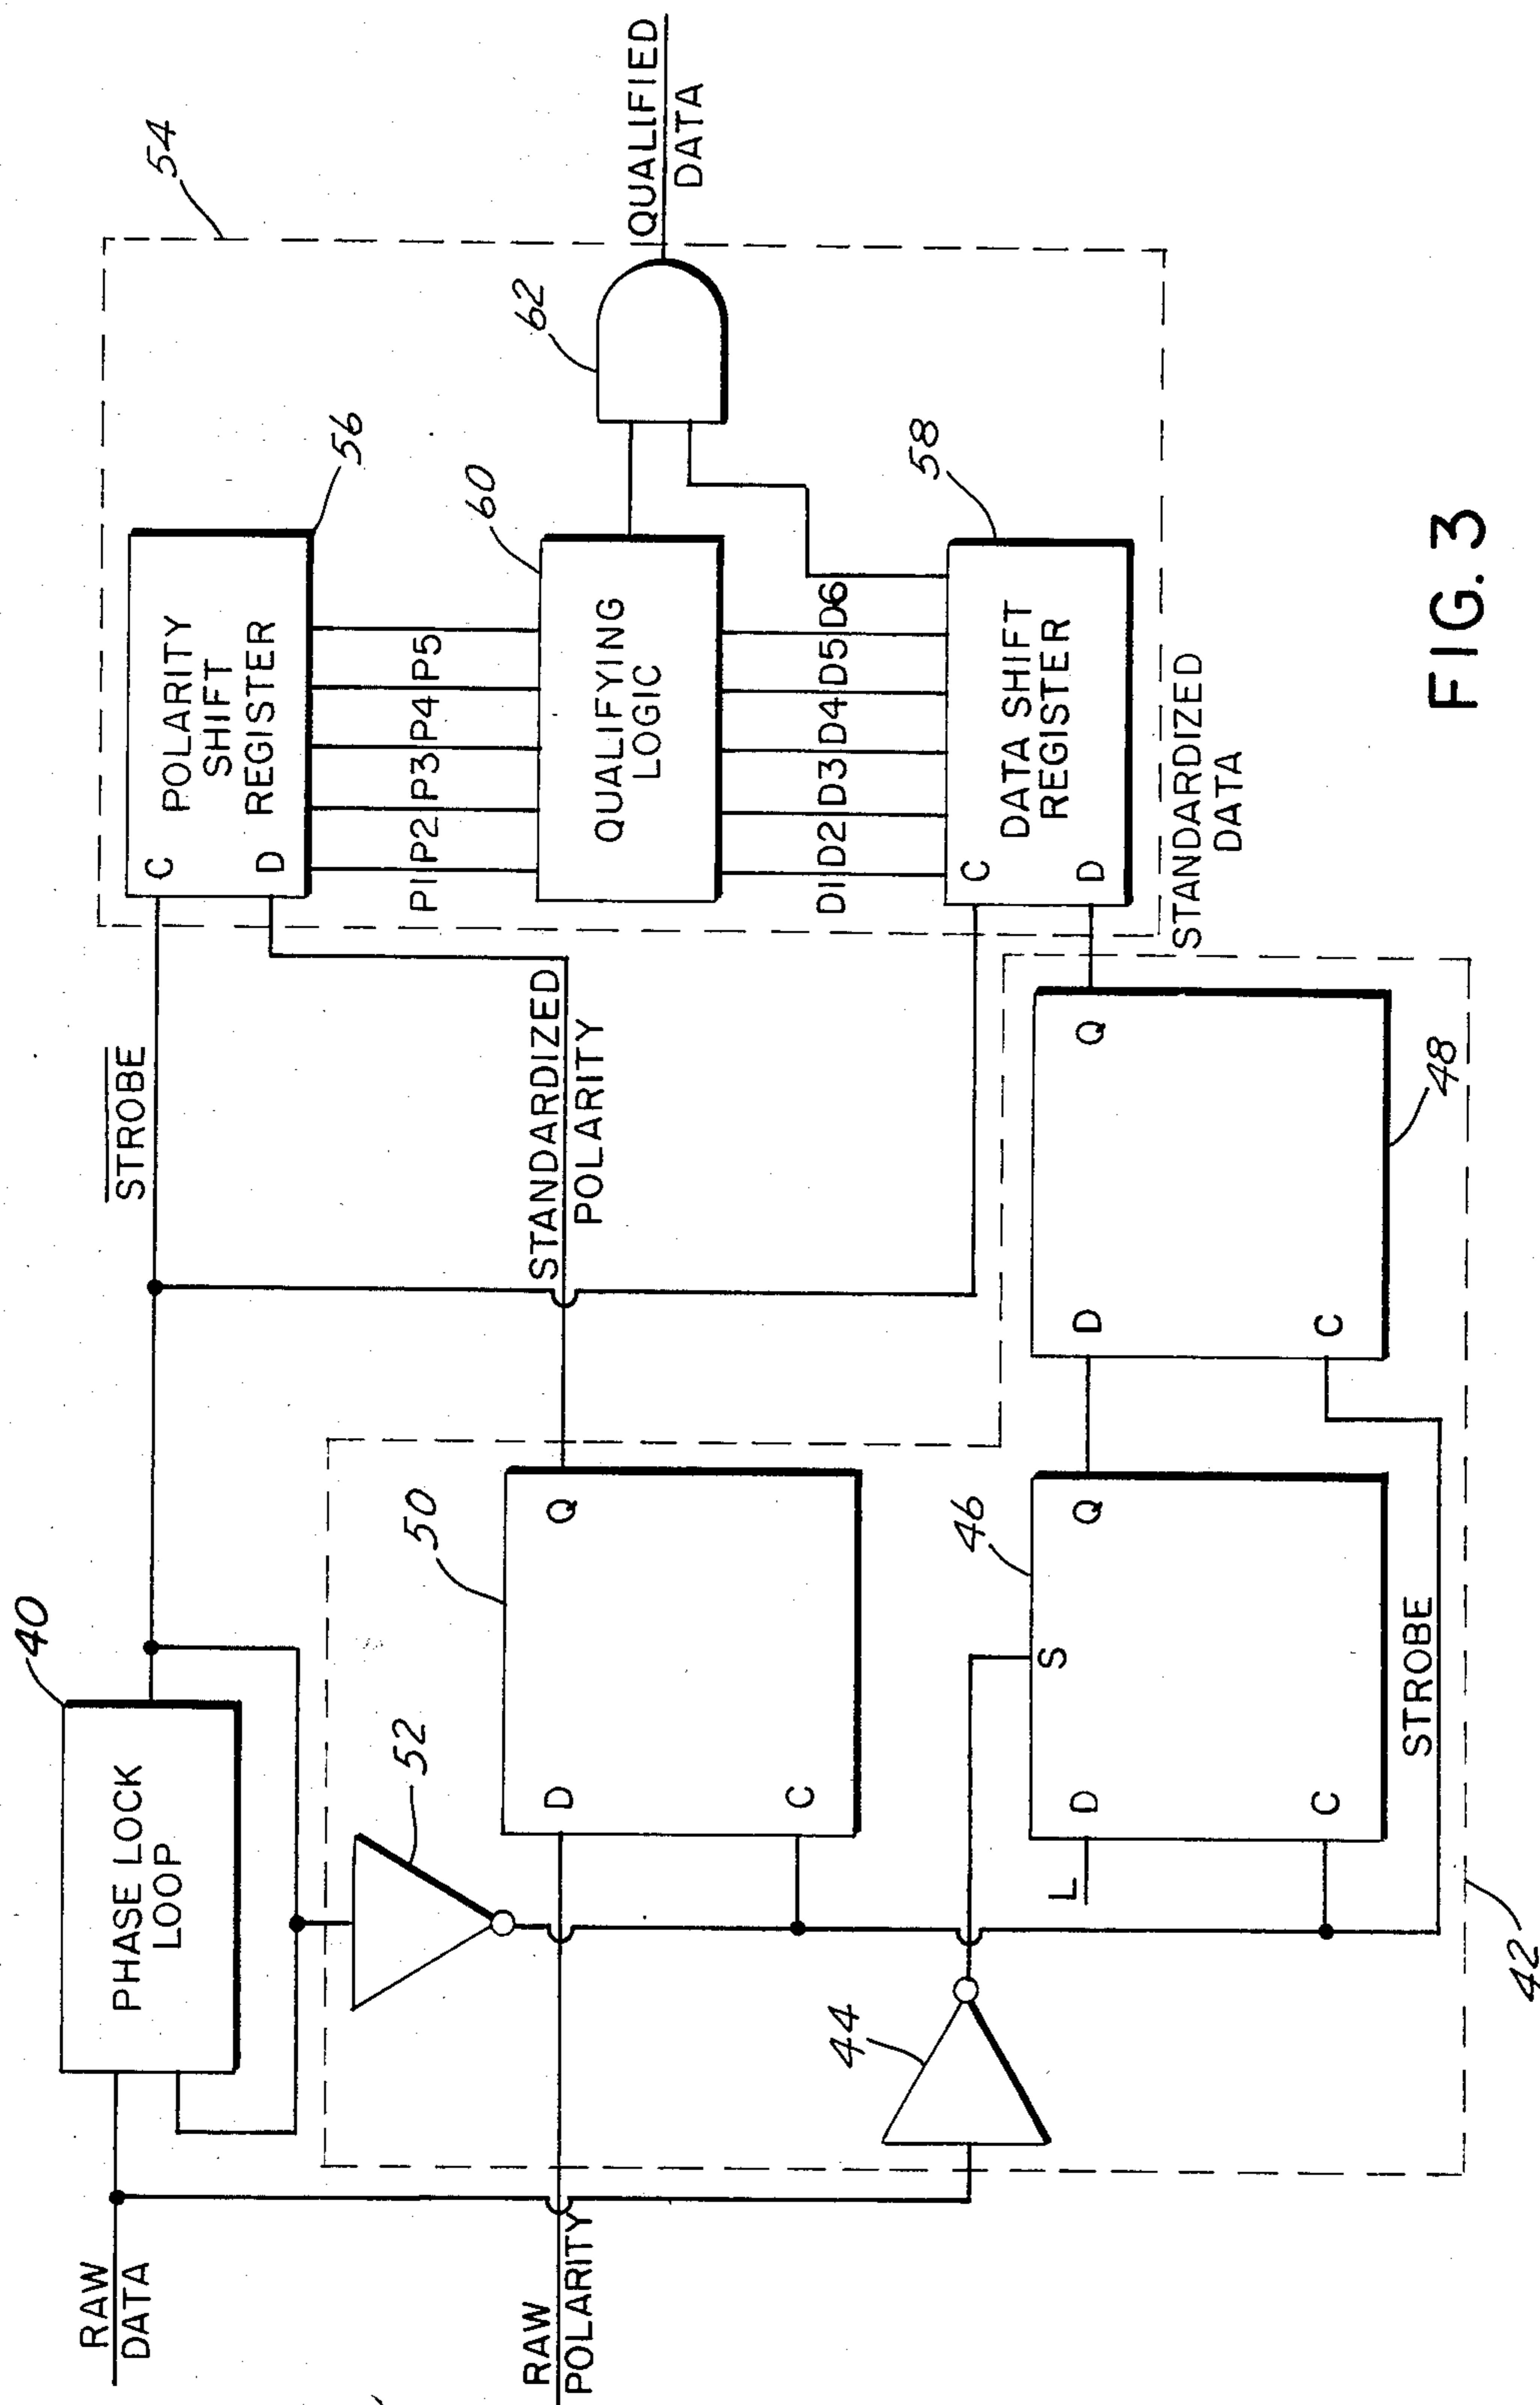 RAW
DATA
40
PHASE LOCK
LOOP
STROBE
C
D
POLARITY
SHIFT
REGISTER
56
54
RAW
POLARITY
52
50
D
C
Q
STANDARDIZED
POLARITY
P1 P2 P3 P4 P5
60
QUALIFYING
LOGIC
62
QUALIFIED
DATA
D1 D2 D3 D4 D5 D6
44
L
D
C
S
Q
46
STROBE
42
D
C
Q
48
C
D
DATA SHIFT
REGISTER
58
STANDARDIZED
DATA
FIG. 3